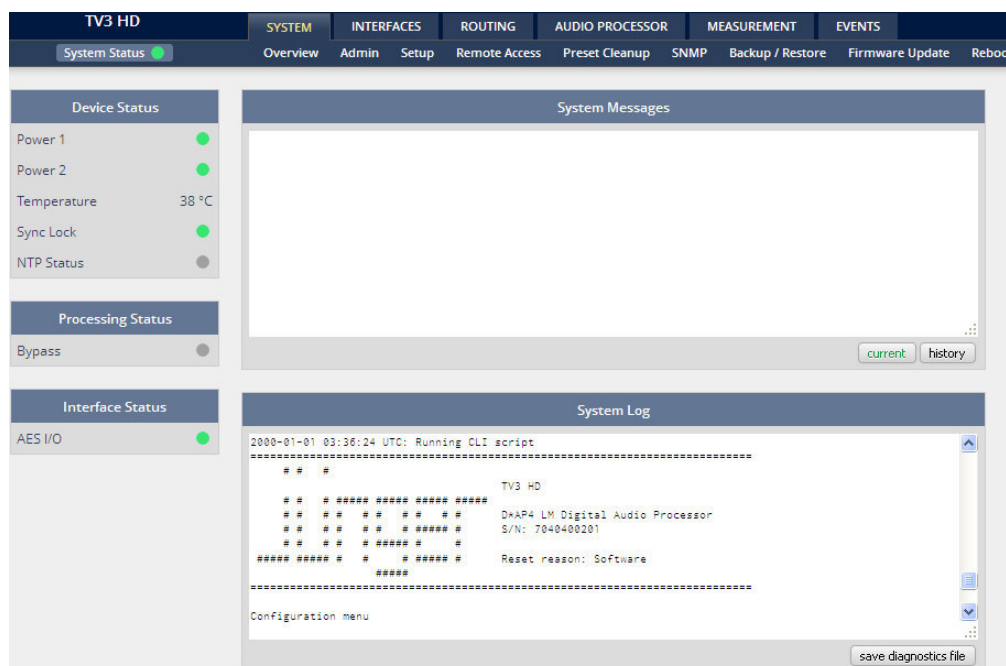 TV3 HD
SYSTEM INTERFACES ROUTING AUDIO PROCESSOR MEASUREMENT EVENTS
System Status
Overview Admin Setup Remote Access Preset Cleanup SNMP Backup / Restore Firmware Update
Device Status
Power 1
Power 2
Temperature 38 °C
Sync Lock
NTP Status
Processing Status
Bypass
Interface Status
AES I/O
System Messages
current history
System Log
2000-01-01 03:36:24 UTC: Running CLI script
TV3 HD
D*AP4 LM Digital Audio Processor
S/N: 7040400201
Reset reason: Software
Configuration menu
save diagnostics file